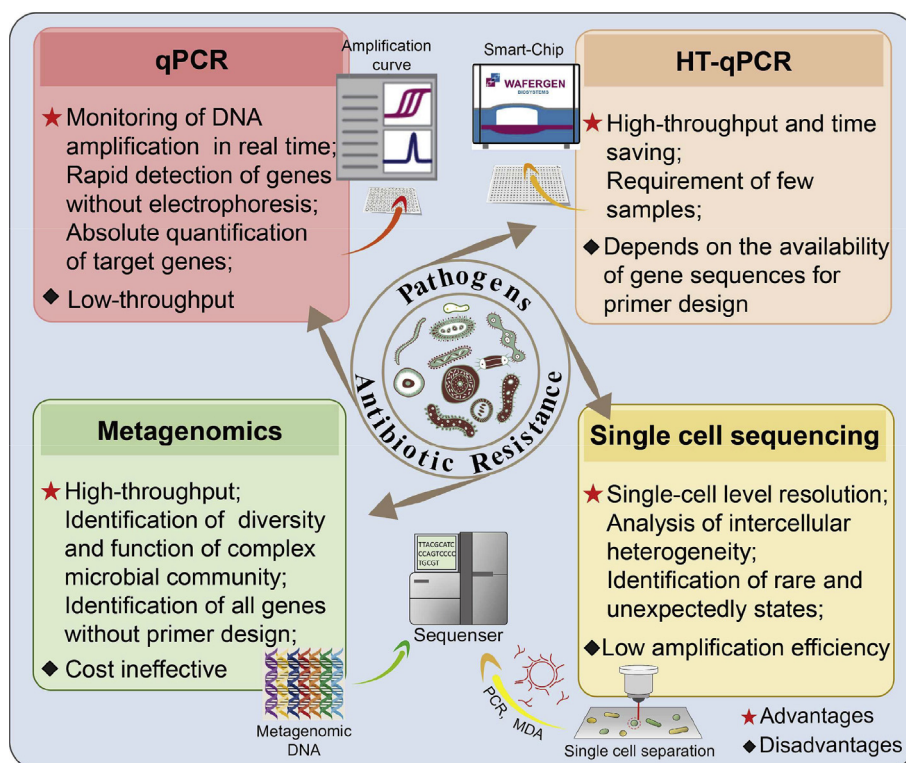 qPCR
Monitoring of DNA
amplification in real time;
Rapid detection of genes
without electrophoresis;
Absolute quantification
of target genes;
Low-throughput
Amplification
curve
Smart-Chip
WAFERGEN
BIOSYSTEMS
HT-qPCR
High-throughput and time
saving;
Requirement of few
samples;
Depends on the availability
of gene sequences for
primer design
Pathogens
Antibiotic Resistance
Metagenomics
High-throughput;
Identification of diversity
and function of complex
microbial community;
Identification of all genes
without primer design;
Cost ineffective
Metagenomic
DNA
TTACGCATC
CCAGTCCCC
TGCGT
Sequenser
PCR, MDA
Single cell sequencing
Single-cell level resolution;
Analysis of intercellular
heterogeneity;
Identification of rare and
unexpectedly states;
Low amplification efficiency
Single cell separation
Advantages
Disadvantages